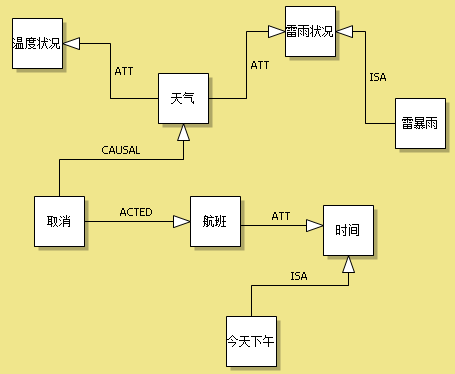 温度状况
雷雨状况
ATT
ATT
ISA
天气
雷暴雨
CAUSAL
取消
ACTED
航班
ATT
时间
ISA
今天下午